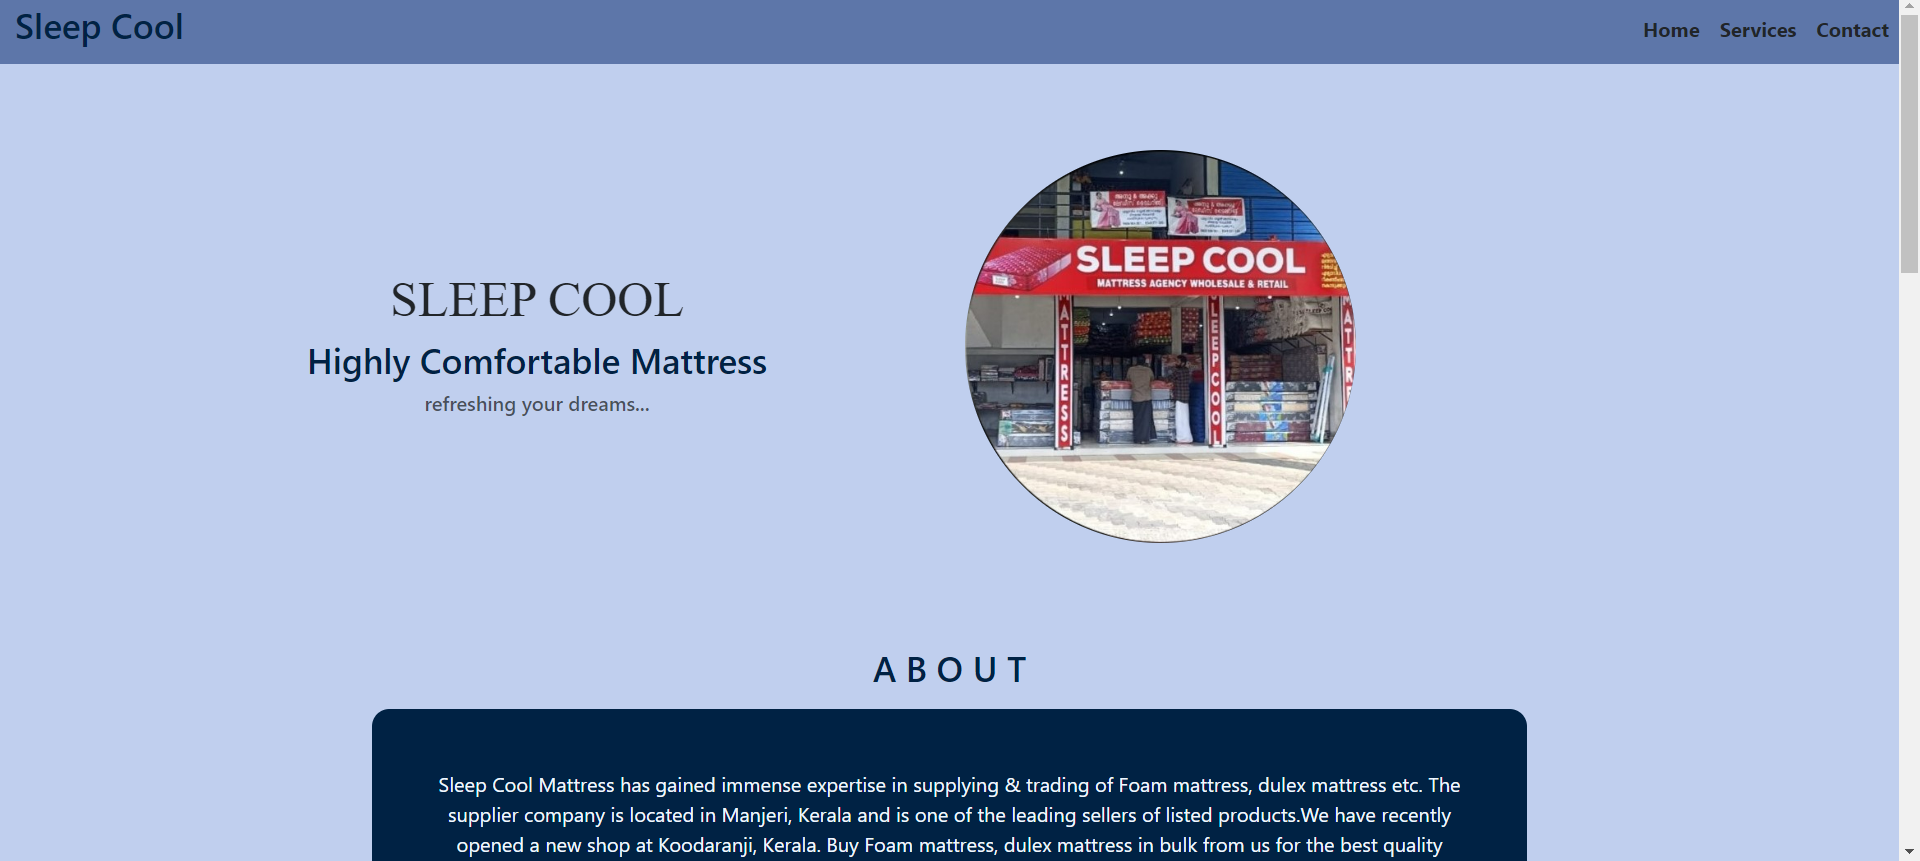 Sleep Cool
Home Services Contact
SLEEP COOL
MATTRESS AGENCY WHOLESALE & RETAIL
MATTRESS
SLEEPCOOL
SLEEP COOL
Highly Comfortable Mattress
refreshing your dreams...
ABOUT
Sleep Cool Mattress has gained immense expertise in supplying & trading of Foam mattress, dulex mattress etc. The
supplier company is located in Manjeri, Kerala and is one of the leading sellers of listed products.We have recently
opened a new shop at Koodaranji, Kerala. Buy Foam mattress, dulex mattress in bulk from us for the best quality